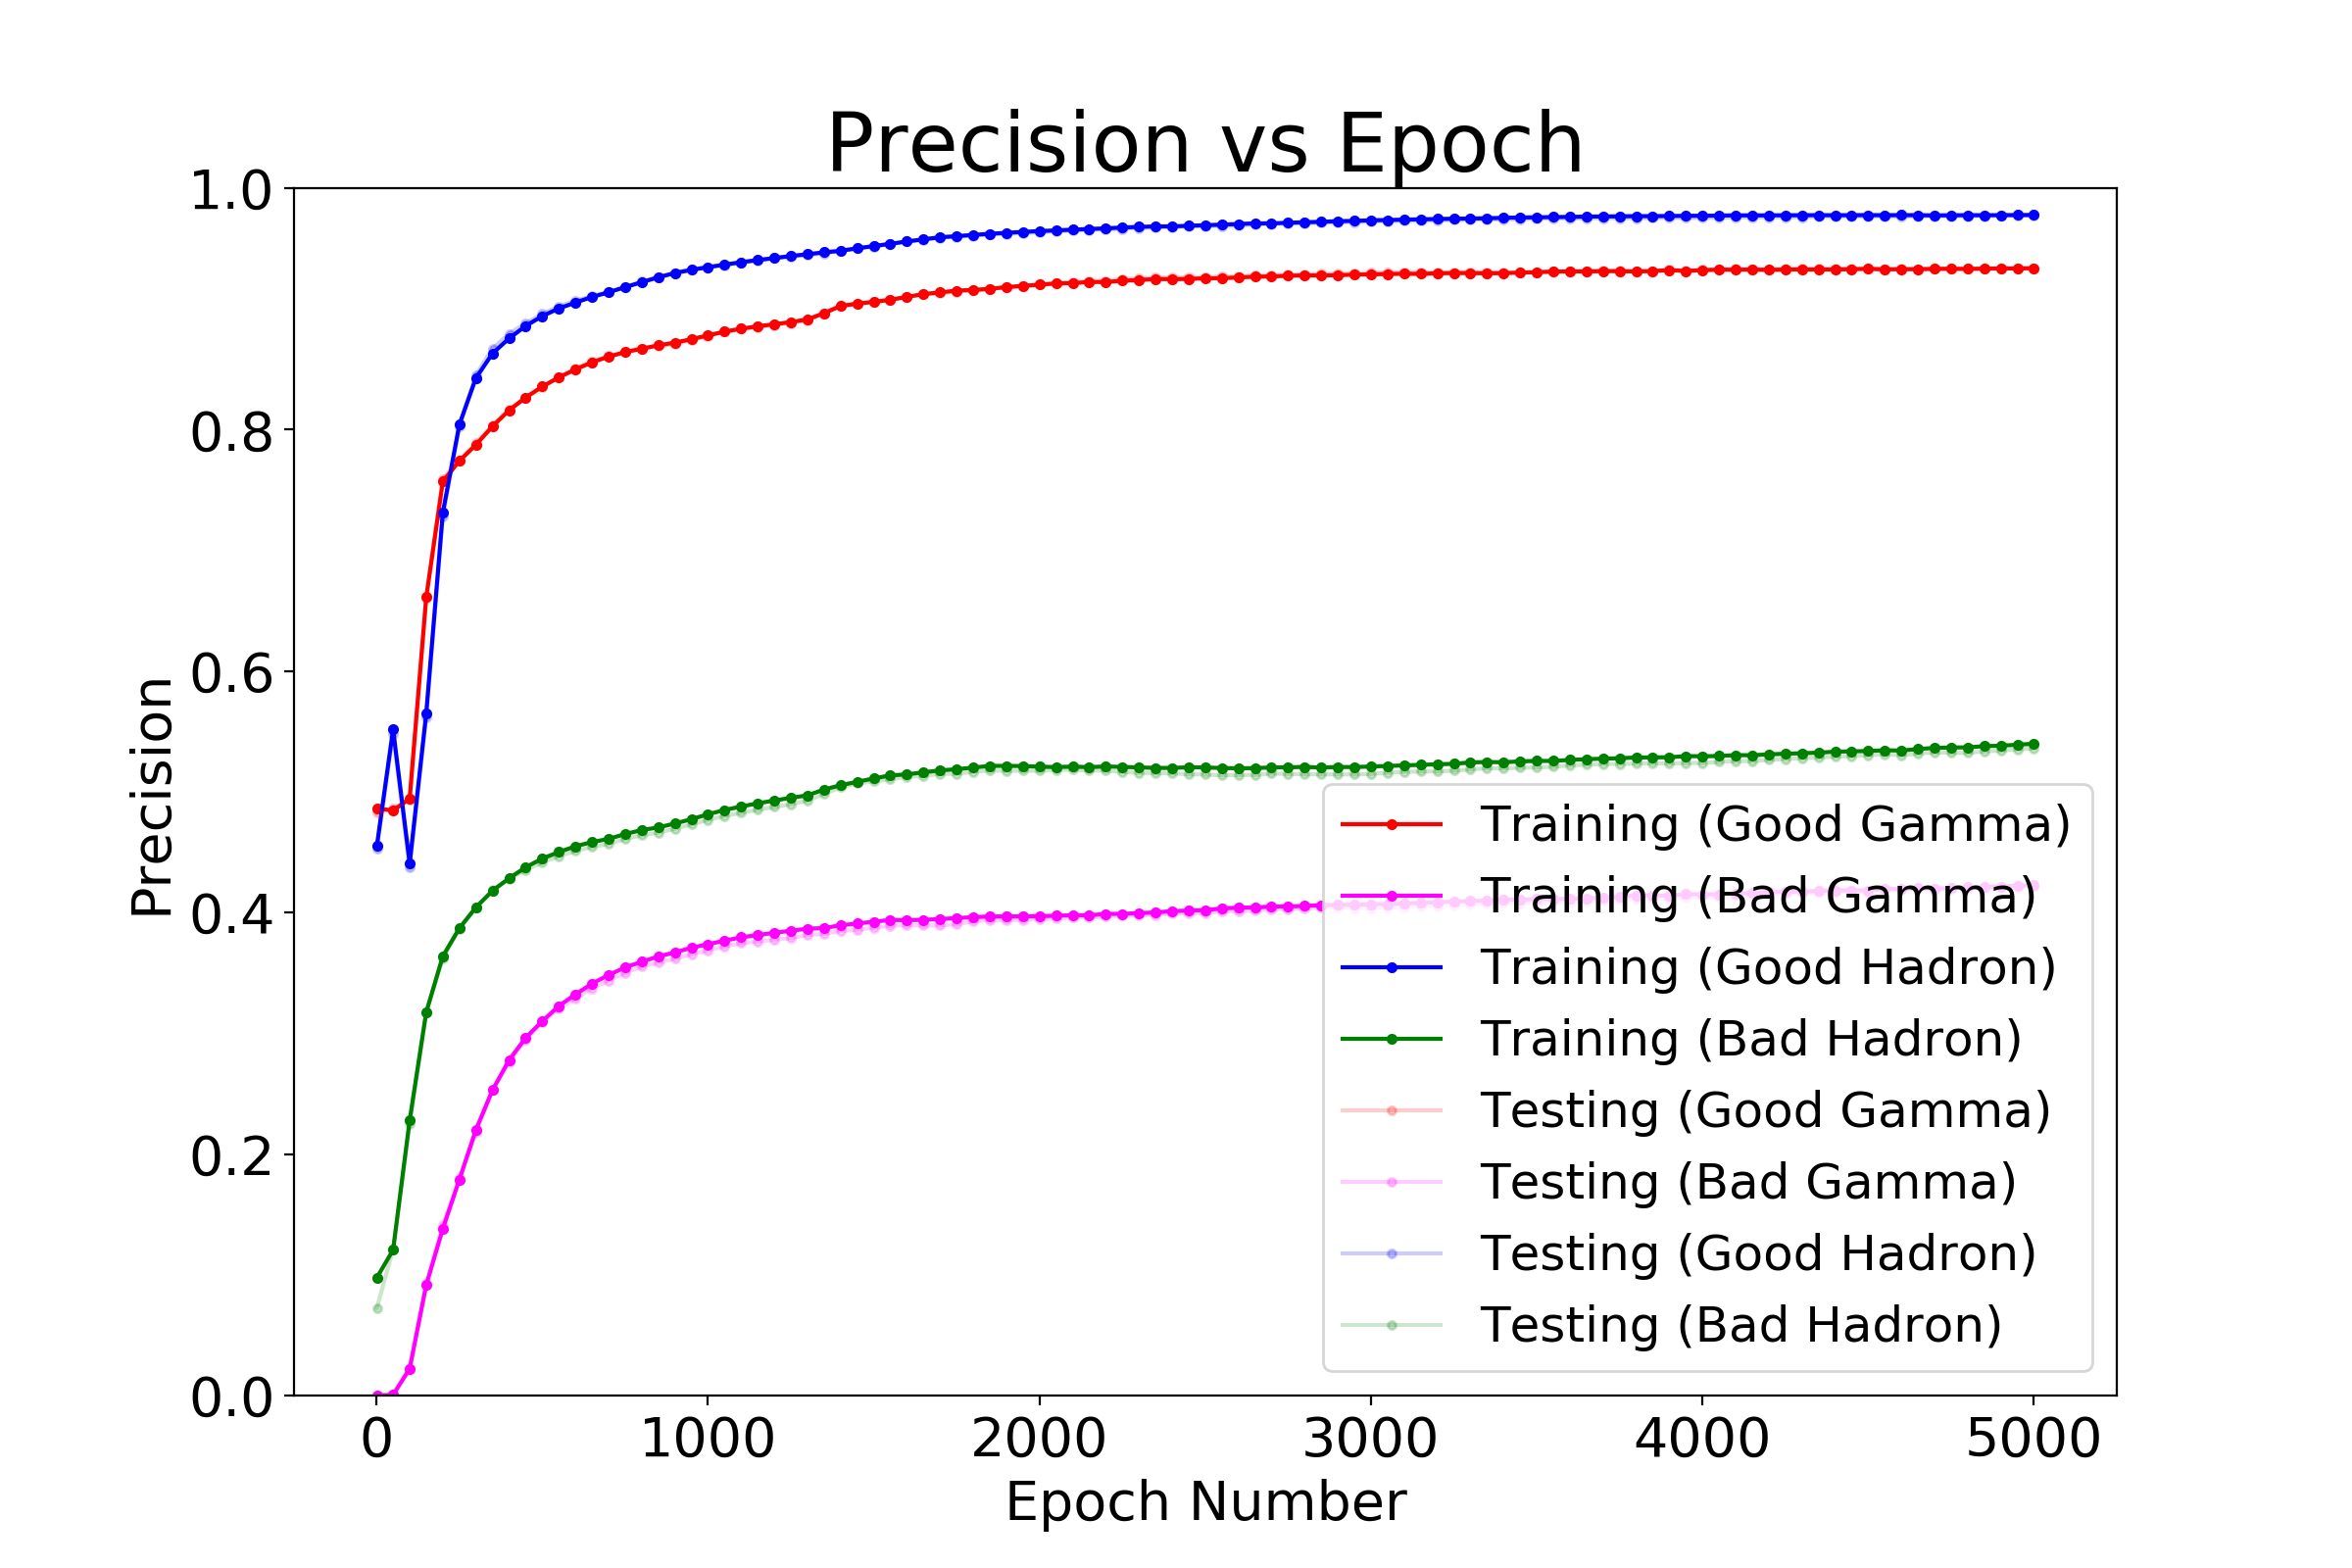 Precision vs Epoch
1.0
0.8
0.6
0.4
0.2
0.0
Precision
0 1000 2000 3000 4000 5000
Epoch Number
Training (Good Gamma)
Training (Bad Gamma)
Training (Good Hadron)
Training (Bad Hadron)
Testing (Good Gamma)
Testing (Bad Gamma)
Testing (Good Hadron)
Testing (Bad Hadron)